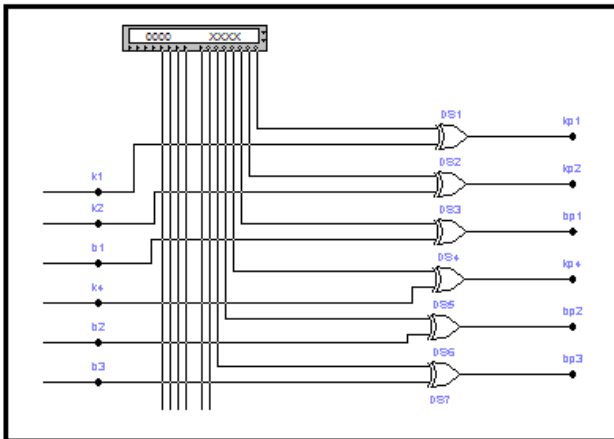 0000 XXXX
DS1 kp1
k1
DS2 kp2
k2
DS3 bp1
b1
DS4 kp4
k4
DS5 bp2
b2
DS6 bp3
b3
DS7